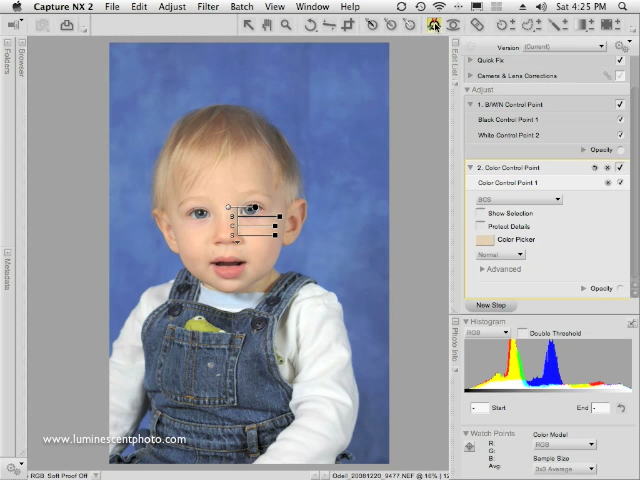 Capture NX 2 File Edit Adjust Filter Batch View Window Help Sat 4:25 PM
Folders
Browser
Metadata
Edit List
Version (Current)
Quick Fix
Camera & Lens Corrections
Adjust
1. B/W/N Control Point
Black Control Point 1
White Control Point 2
Opacity
2. Color Control Point
Color Control Point 1
BCS
Show Selection
Protect Details
Color Picker
Normal
Advanced
Opacity
New Step
B
C
S
Photo Info
Histogram
RGB Double Threshold
Start End
Watch Points
R:
G:
B:
Avg:
Color Model
RGB
Sample Size
3x3 Average
www.luminescentphoto.com
RGB Soft Proof Off
Odell_20081220_9477.NEF @ 16%